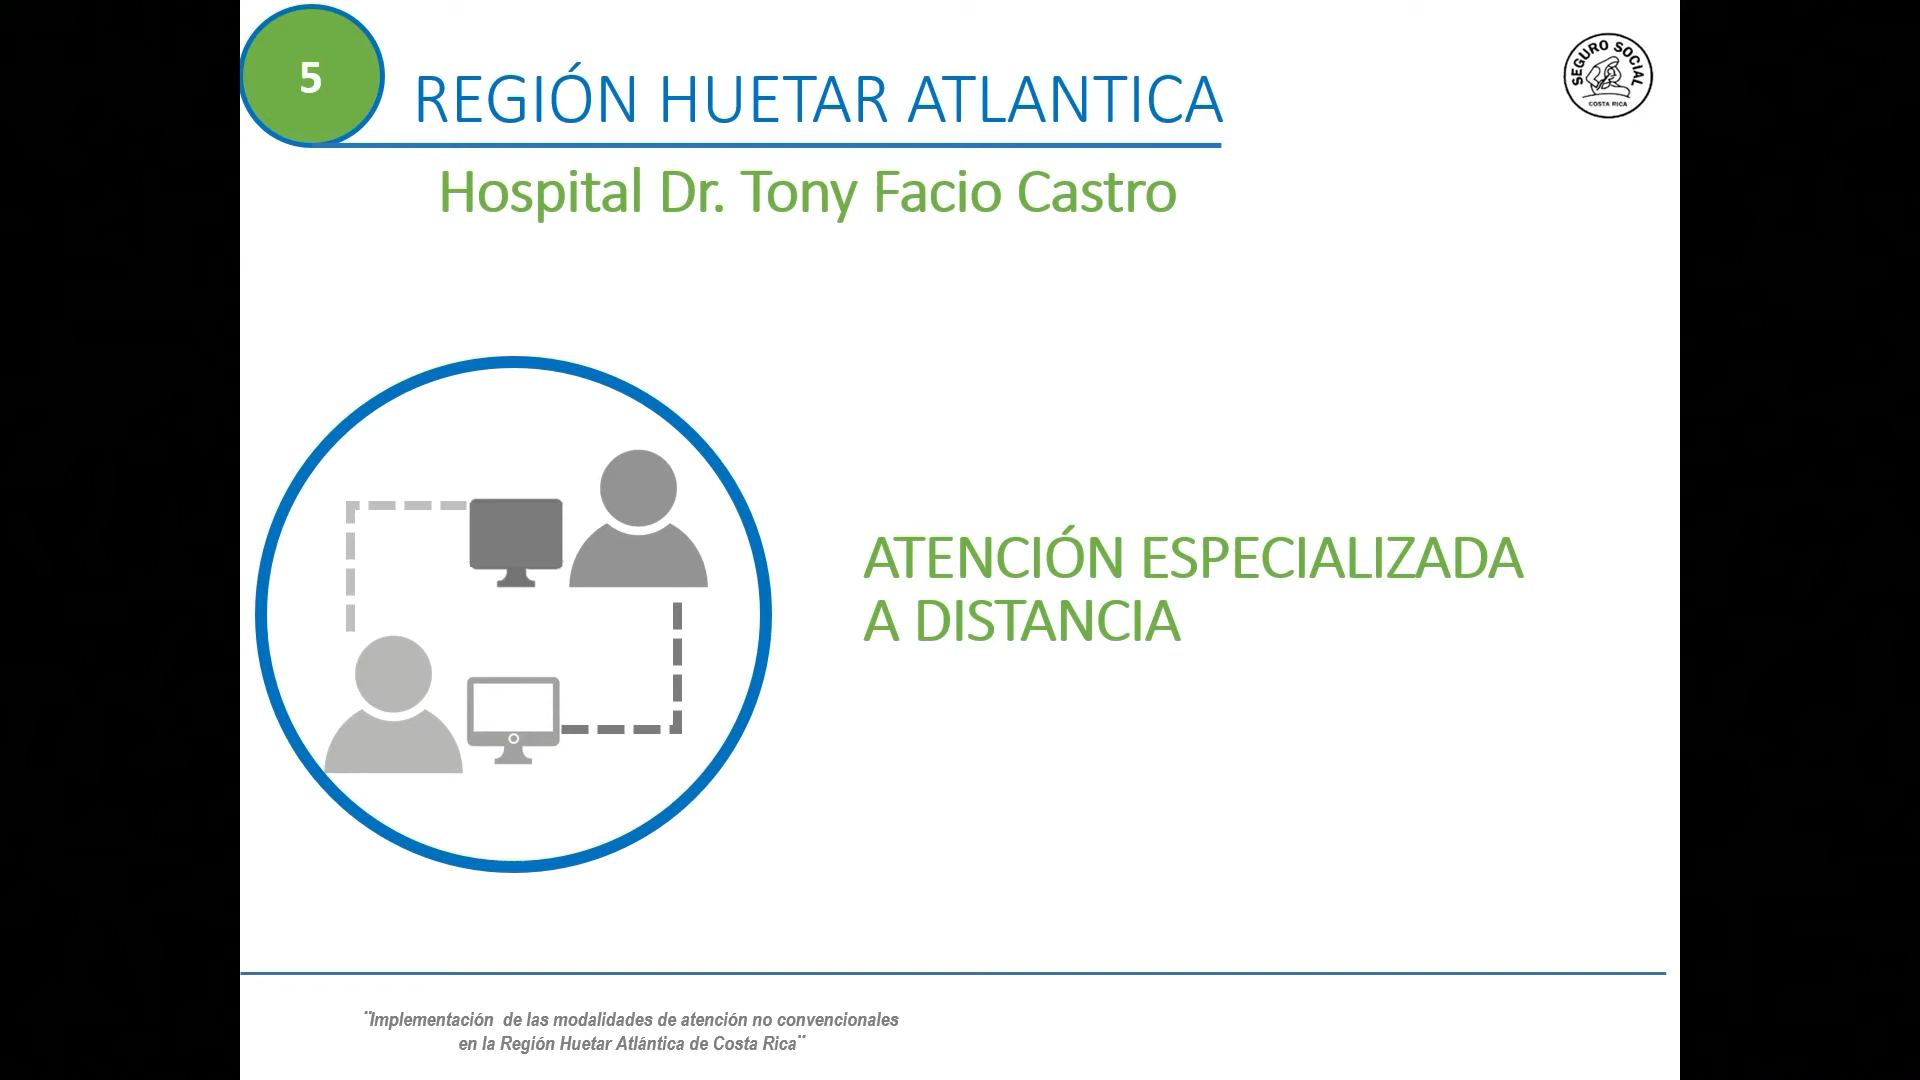 5
REGIÓN HUETAR ATLANTICA
SEGURO SOCIAL
COSTA RICA
Hospital Dr. Tony Facio Castro
ATENCIÓN ESPECIALIZADA
A DISTANCIA
¨Implementación de las modalidades de atención no convencionales
en la Región Huetar Atlántica de Costa Rica¨